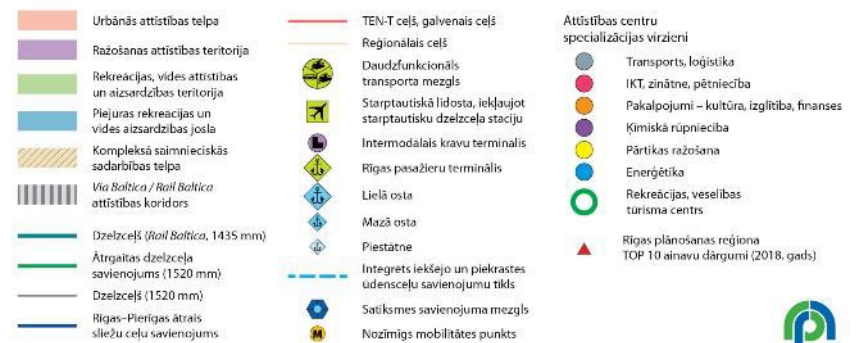 Urbānās attīstības telpa
Ražošanas attīstības teritorija
Rekreācijas, vides attīstības
un aizsardzības teritorija
Piejūras rekreācijas un
vides aizsardzības josla
Kompleksā saimnieciskās
sadarbības telpa
Via Baltica / Rail Baltica
attīstības koridors
Dzelzceļš (Rail Baltica, 1435 mm)
Ātrgaitas dzelzceļa
savienojums (1520 mm)
Dzelzceļš (1520 mm)
Rīgas–Pierīgas ātrais
sliežu ceļu savienojums
TEN-T ceļš, galvenais ceļš
Reģionālais ceļš
Daudzfunkcionāls
transporta mezgls
Starptautiskā lidosta, iekļaujot
starptautisku dzelzceļa staciju
Intermodālais kravu terminālis
Rīgas pasažieru terminālis
Lielā osta
Mazā osta
Piestātne
Integrēts iekšējo un piekrastes
ūdensceļu savienojumu tīkls
Satiksmes savienojuma mezgls
M
Nozīmīgs mobilitātes punkts
Attīstības centru
specializācijas virzieni
Transports, loģistika
IKT, zinātne, pētniecība
Pakalpojumi – kultūra, izglītība, finanses
Ķīmiskā rūpniecība
Pārtikas ražošana
Enerģētika
Rekreācijas, veselības
tūrisma centrs
Rīgas plānošanas reģiona
TOP 10 ainavu dārgumi (2018. gads)